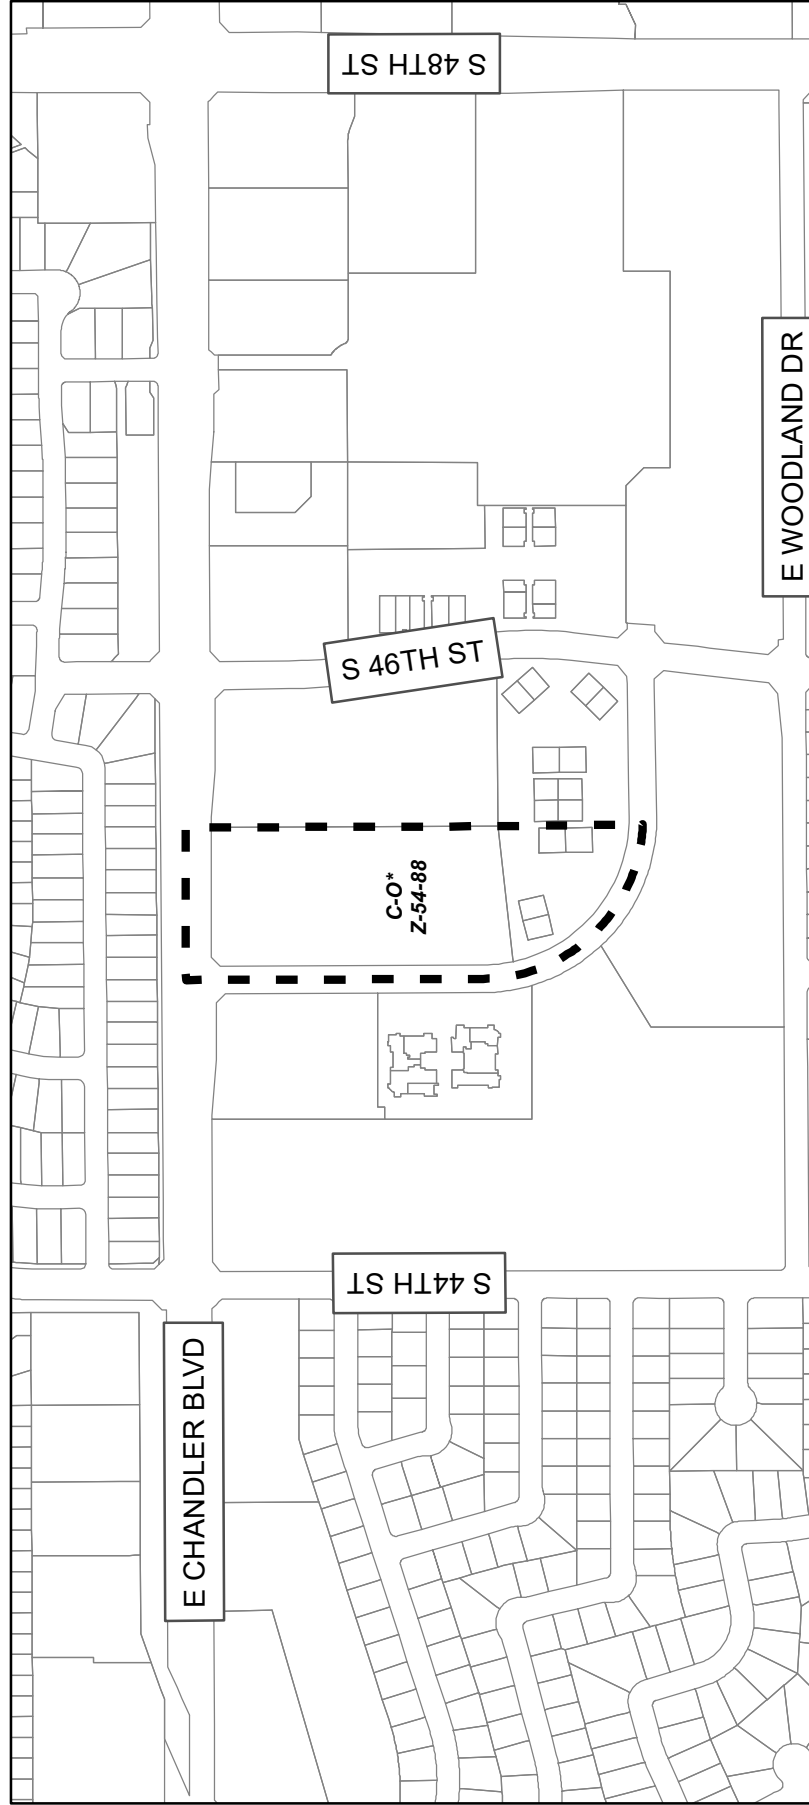 S 48TH ST
E WOODLAND DR
S 46TH ST
C-O*
Z-54-88
S 44TH ST
E CHANDLER BLVD